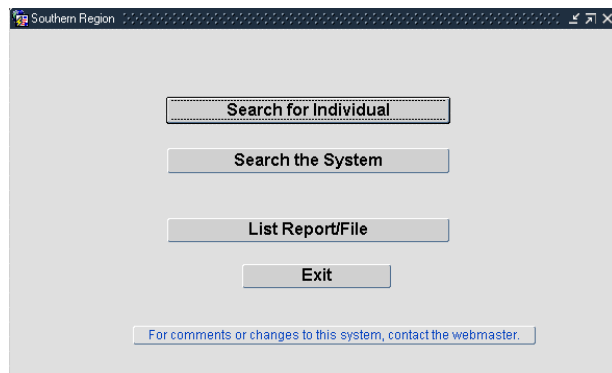 Southern Region
Search for Individual
Search the System
List Report/File
Exit
For comments or changes to this system, contact the webmaster.